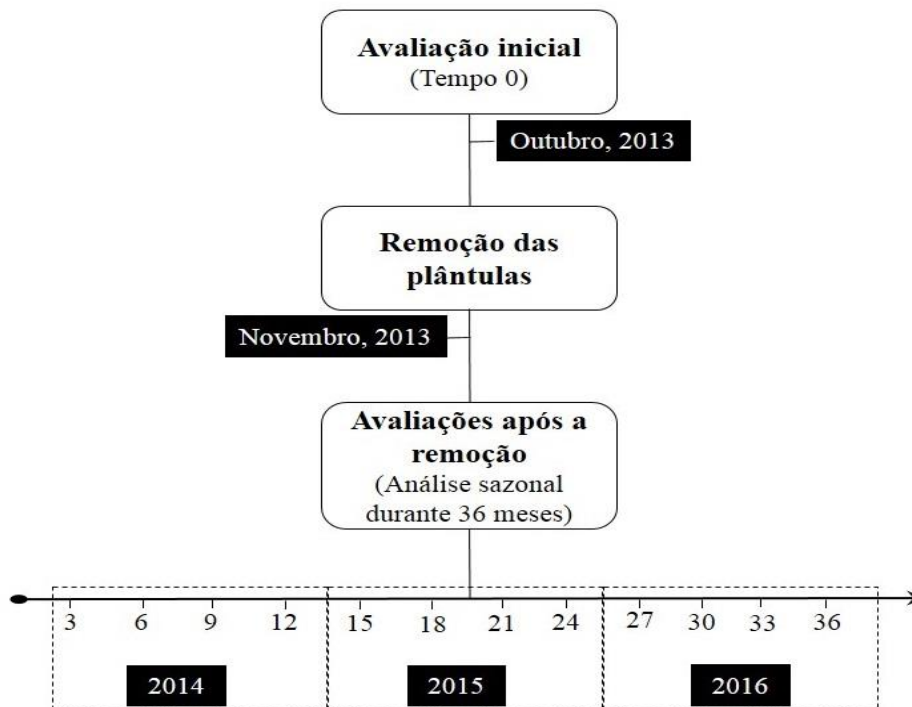 Avaliação inicial
(Tempo 0)
Outubro, 2013
Remoção das
plântulas
Novembro, 2013
Avaliações após a
remoção
(Análise sazonal
durante 36 meses)
3 6 9 12 15 18 21 24 27 30 33 36
2014 2015 2016